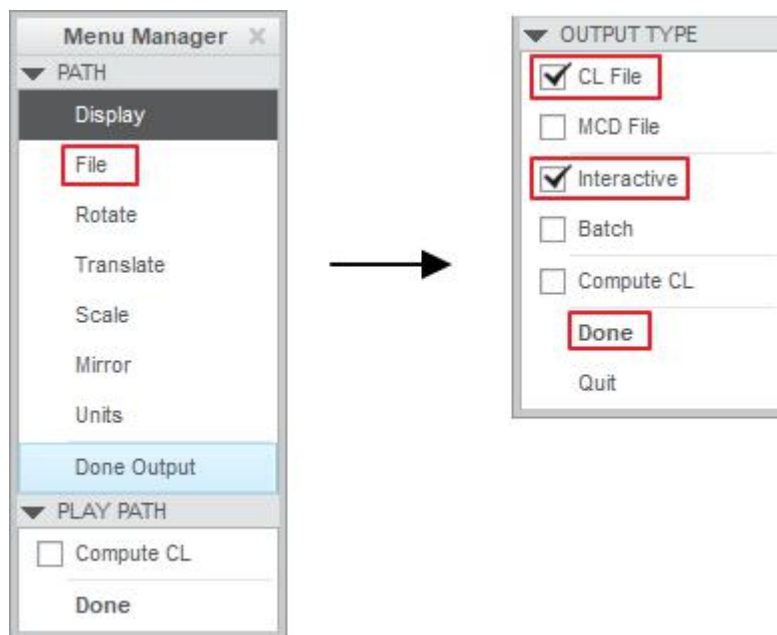 Menu Manager
PATH
Display
File
Rotate
Translate
Scale
Mirror
Units
Done Output
PLAY PATH
Compute CL
Done
OUTPUT TYPE
CL File
MCD File
Interactive
Batch
Compute CL
Done
Quit